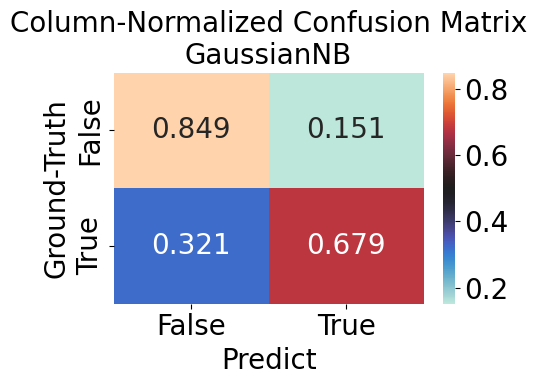 Column-Normalized Confusion Matrix
GaussianNB
Ground-Truth
False
True
0.849
0.151
0.321
0.679
False
True
Predict
0.8
0.6
0.4
0.2